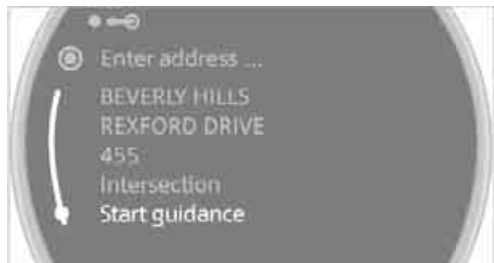 Enter address ...
BEVERLY HILLS
REXFORD DRIVE
455
Intersection
Start guidance